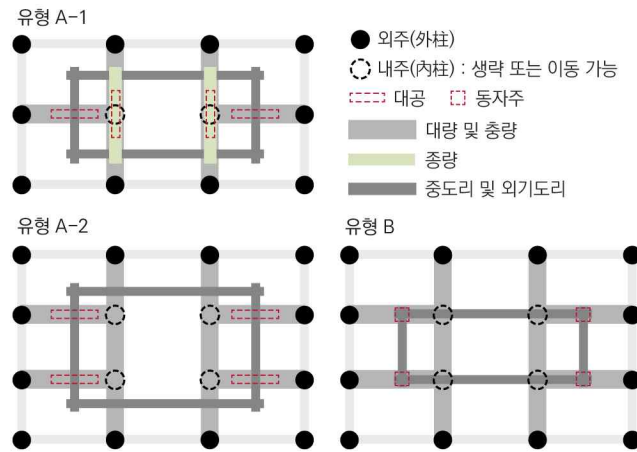 유형 A-1
외주(外柱)
내주(內柱) : 생략 또는 이동 가능
대공 동자주
대량 및 충량
종량
중도리 및 외기도리
유형 A-2
유형 B